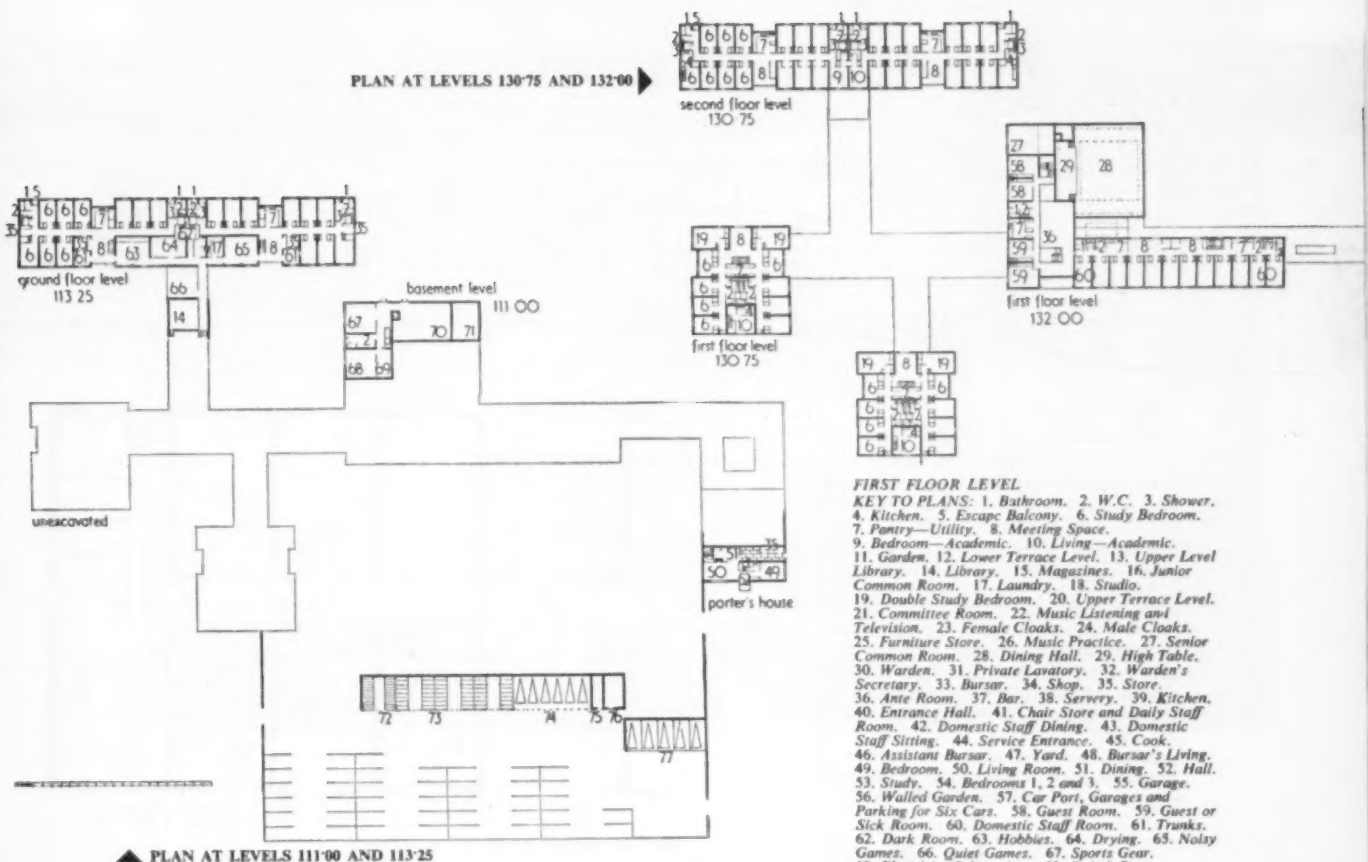 PLAN AT LEVELS 130·75 AND 132·00
second floor level
130·75
ground floor level
113·25
basement level
111·00
first floor level
130·75
first floor level
132·00
unexcavated
porter's house
PLAN AT LEVELS 111·00 AND 113·25
FIRST FLOOR LEVEL
KEY TO PLANS: 1. Bathroom. 2. W.C. 3. Shower.
4. Kitchen. 5. Escape Balcony. 6. Study Bedroom.
7. Pantry—Utility. 8. Meeting Space.
9. Bedroom—Academic. 10. Living—Academic.
11. Garden. 12. Lower Terrace Level. 13. Upper Level
Library. 14. Library. 15. Magazines. 16. Junior
Common Room. 17. Laundry. 18. Studio.
19. Double Study Bedroom. 20. Upper Terrace Level.
21. Committee Room. 22. Music Listening and
Television. 23. Female Cloaks. 24. Male Cloaks.
25. Furniture Store. 26. Music Practice. 27. Senior
Common Room. 28. Dining Hall. 29. High Table.
30. Warden. 31. Private Lavatory. 32. Warden's
Secretary. 33. Bursar. 34. Shop. 35. Store.
36. Ante Room. 37. Bar. 38. Servery. 39. Kitchen.
40. Entrance Hall. 41. Chair Store and Daily Staff
Room. 42. Domestic Staff Dining. 43. Domestic
Staff Sitting. 44. Service Entrance. 45. Cook.
46. Assistant Bursar. 47. Yard. 48. Bursar's Living.
49. Bedroom. 50. Living Room. 51. Dining. 52. Hall.
53. Study. 54. Bedrooms 1, 2 and 3. 55. Garage.
56. Walled Garden. 57. Car Port, Garages and
Parking for Six Cars. 58. Guest Room. 59. Guest or
Sick Room. 60. Domestic Staff Room. 61. Trunks.
62. Dark Room. 63. Hobbies. 64. Drying. 65. Noisy
Games. 66. Quiet Games. 67. Sports Gear.